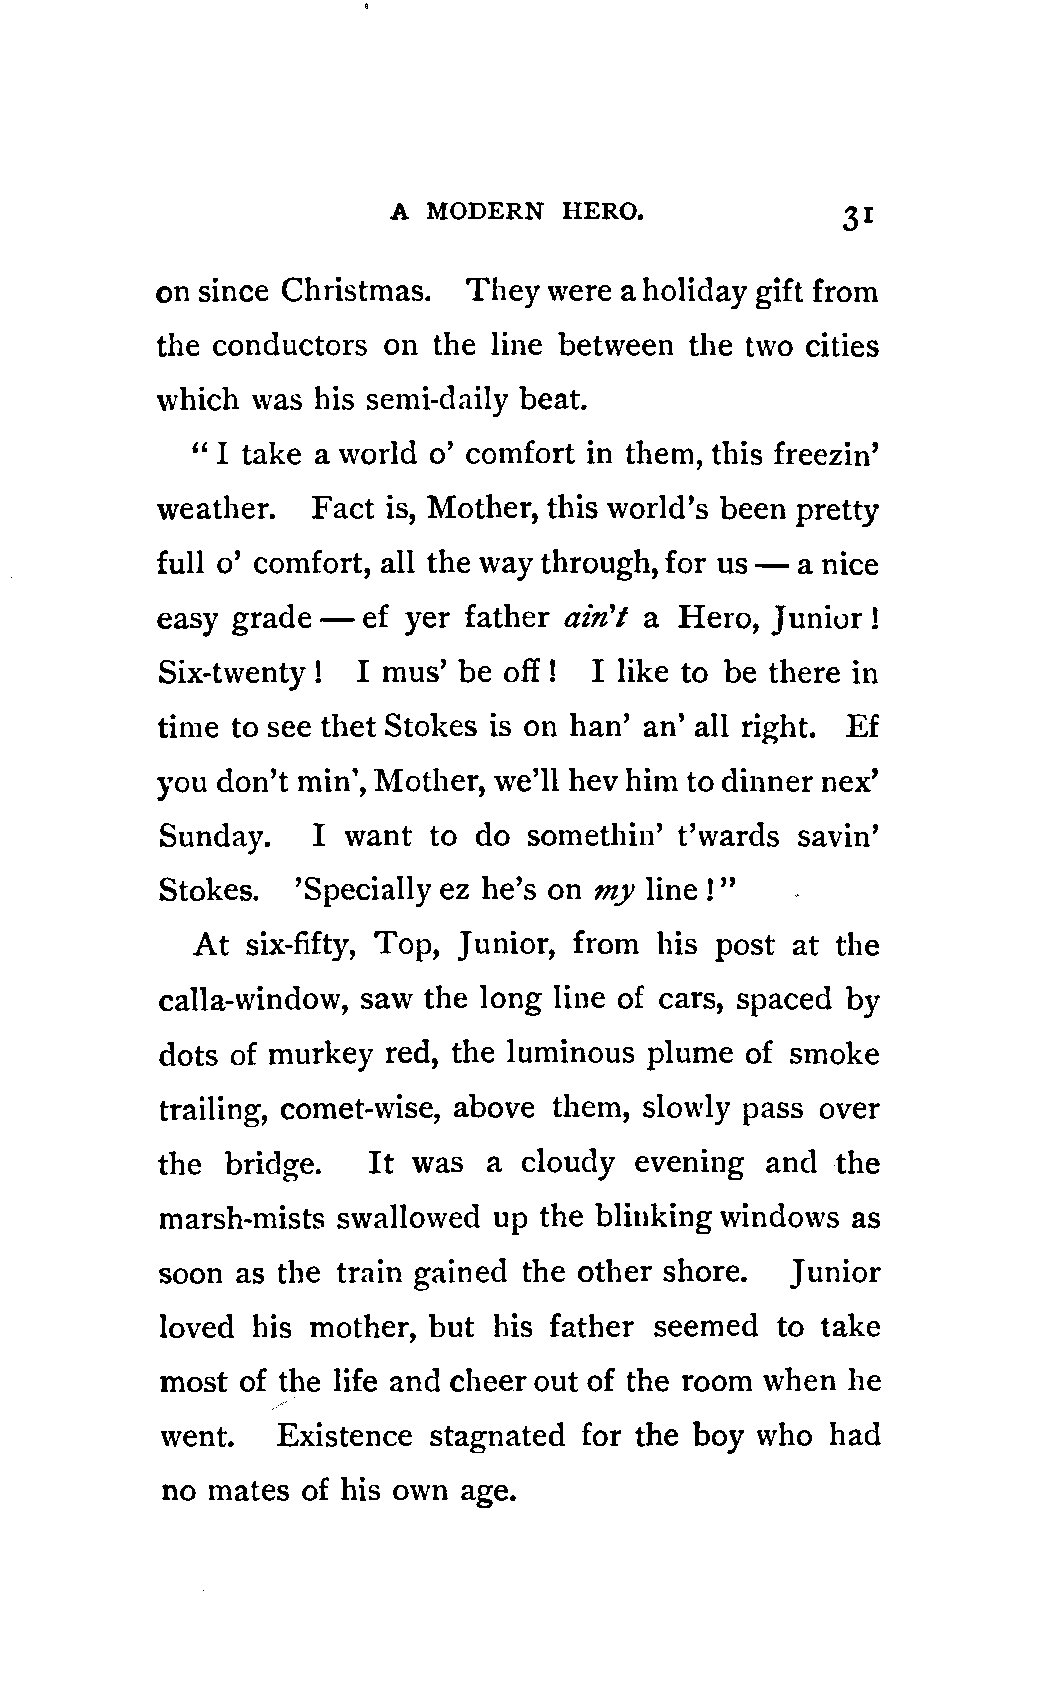 A MODERN HERO. 31
on since Christmas. They were a holiday gift from
the conductors on the line between the two cities
which was his semi-daily beat.
“ I take a world o’ comfort in them, this freezin’
weather. Fact is, Mother, this world’s been pretty
full o’ comfort, all the way through, for us — a nice
easy grade — ef yer father ain’t a Hero, Junior !
Six-twenty ! I mus’ be off ! I like to be there in
time to see thet Stokes is on han’ an’ all right. Ef
you don’t min’, Mother, we’ll hev him to dinner nex’
Sunday. I want to do somethin’ t’wards savin’
Stokes. ’Specially ez he’s on my line ! ”
At six-fifty, Top, Junior, from his post at the
calla-window, saw the long line of cars, spaced by
dots of murkey red, the luminous plume of smoke
trailing, comet-wise, above them, slowly pass over
the bridge. It was a cloudy evening and the
marsh-mists swallowed up the blinking windows as
soon as the train gained the other shore. Junior
loved his mother, but his father seemed to take
most of the life and cheer out of the room when he
went. Existence stagnated for the boy who had
no mates of his own age.